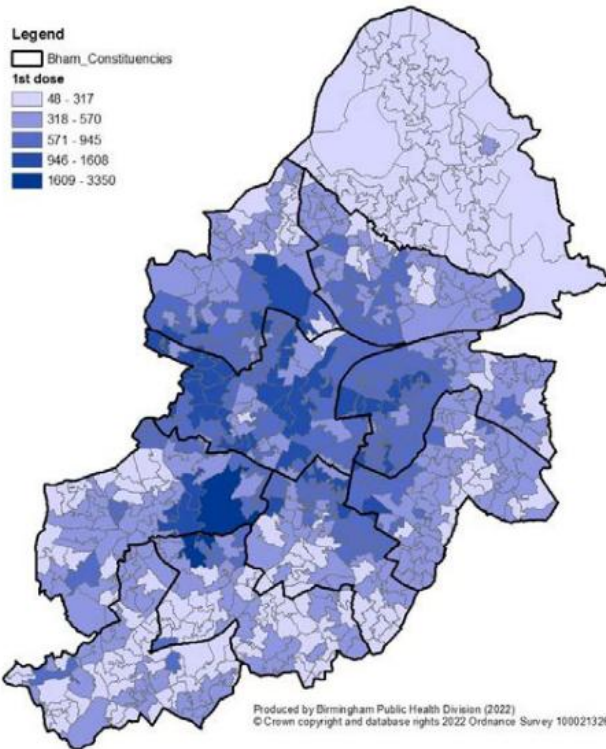 Legend
Bham_Constituencies
1st dose
48 - 317
318 - 570
571 - 945
946 - 1608
1609 - 3350
Produced by Birmingham Public Health Division (2022)
© Crown copyright and database rights 2022 Ordnance Survey 100021326